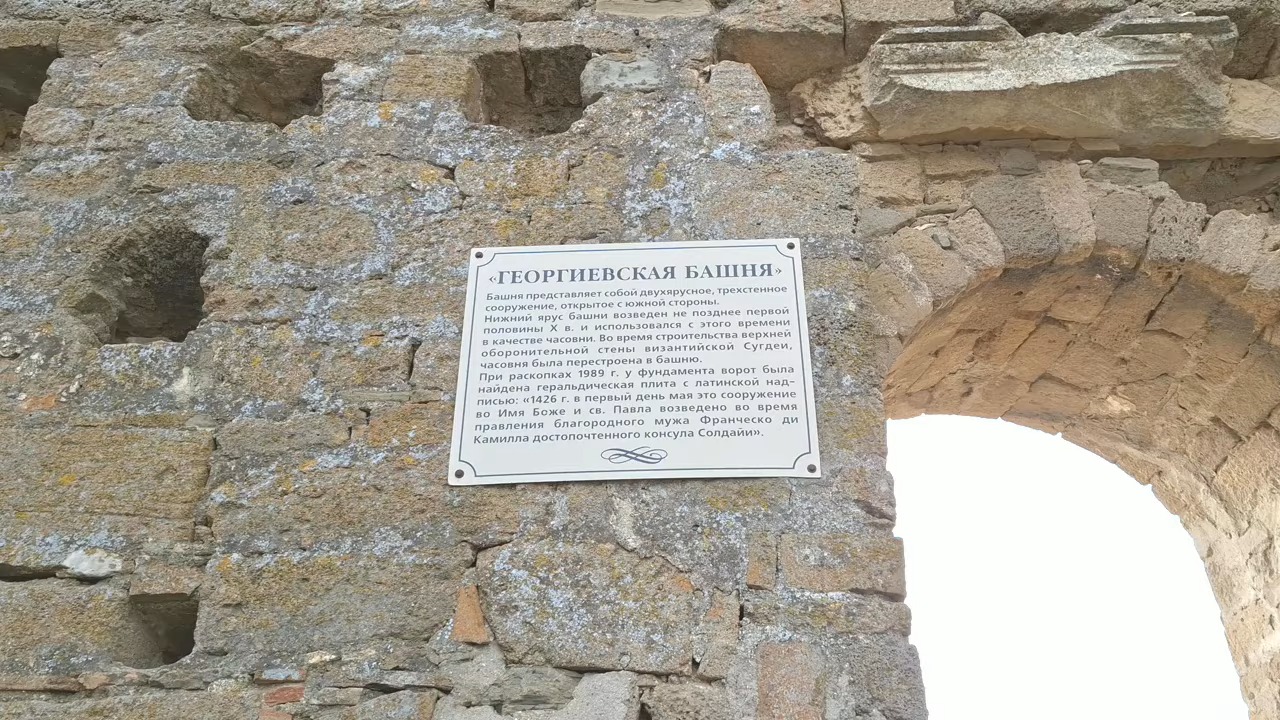 «ГЕОРГИЕВСКАЯ БАШНЯ»
Башня представляет собой двухярусное, трехстенное
сооружение, открытое с южной стороны.
Нижний ярус башни возведен не позднее первой
половины X в. и использовался с этого времени
в качестве часовни. Во время строительства верхней
оборонительной стены византийской Сугдеи,
часовня была перестроена в башню.
При раскопках 1989 г. у фундамента ворот была
найдена геральдическая плита с латинской над-
писью: «1426 г. в первый день мая это сооружение
во Имя Боже и св. Павла возведено во время
правления благородного мужа Франческо ди
Камилла достопочтенного консула Солдайи».